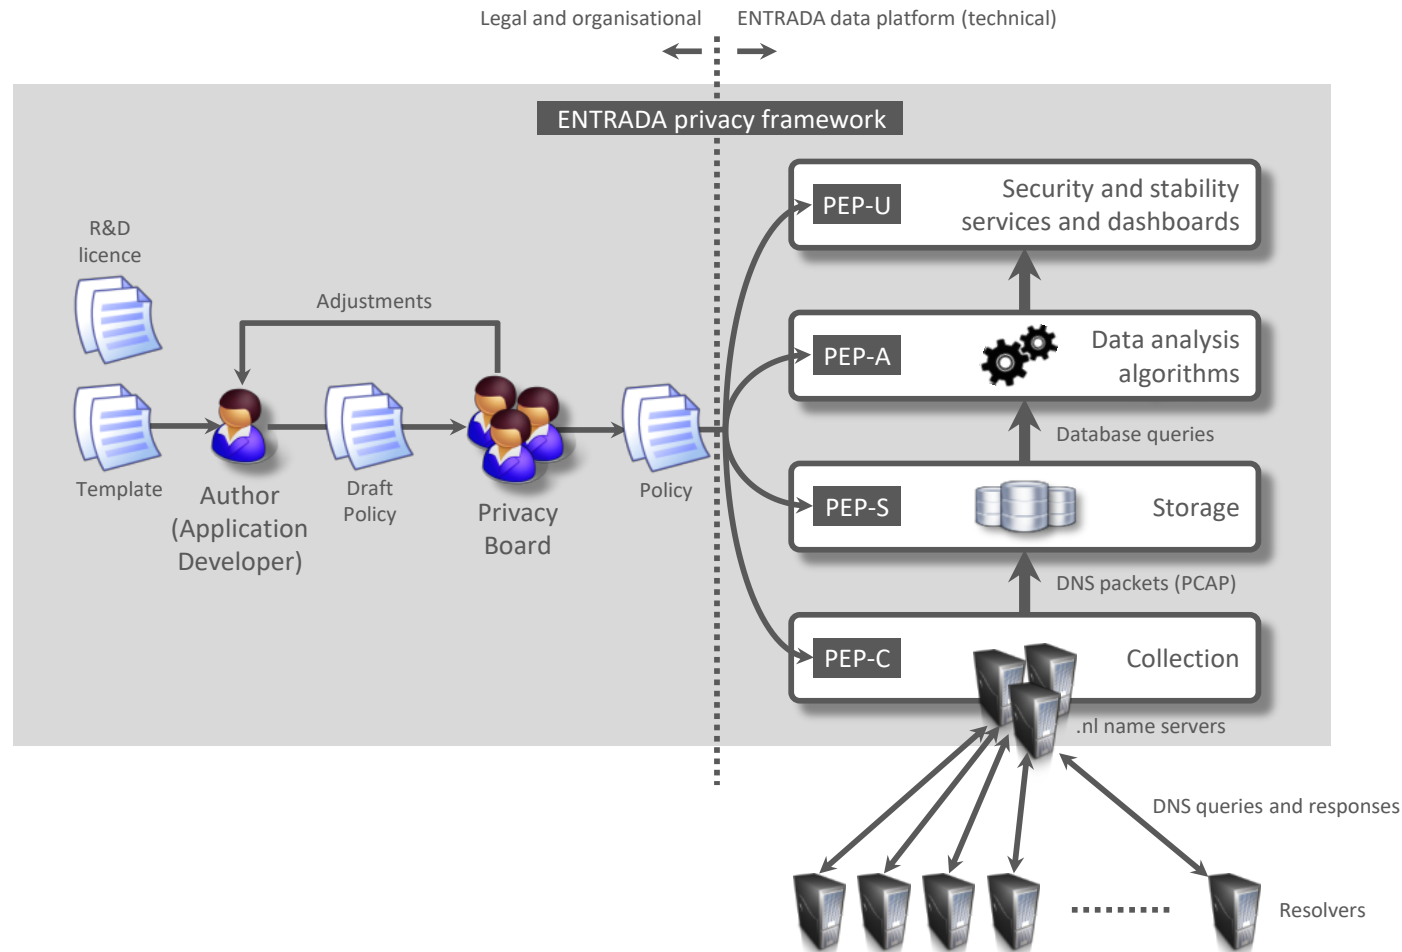 Legal and organisational
ENTRADA data platform (technical)
ENTRADA privacy framework
R&D
licence
Adjustments
Template
Author
(Application
Developer)
Draft
Policy
Privacy
Board
Policy
PEP-U
Security and stability
services and dashboards
PEP-A
Data analysis
algorithms
Database queries
PEP-S
Storage
DNS packets (PCAP)
PEP-C
Collection
.nl name servers
DNS queries and responses
Resolvers